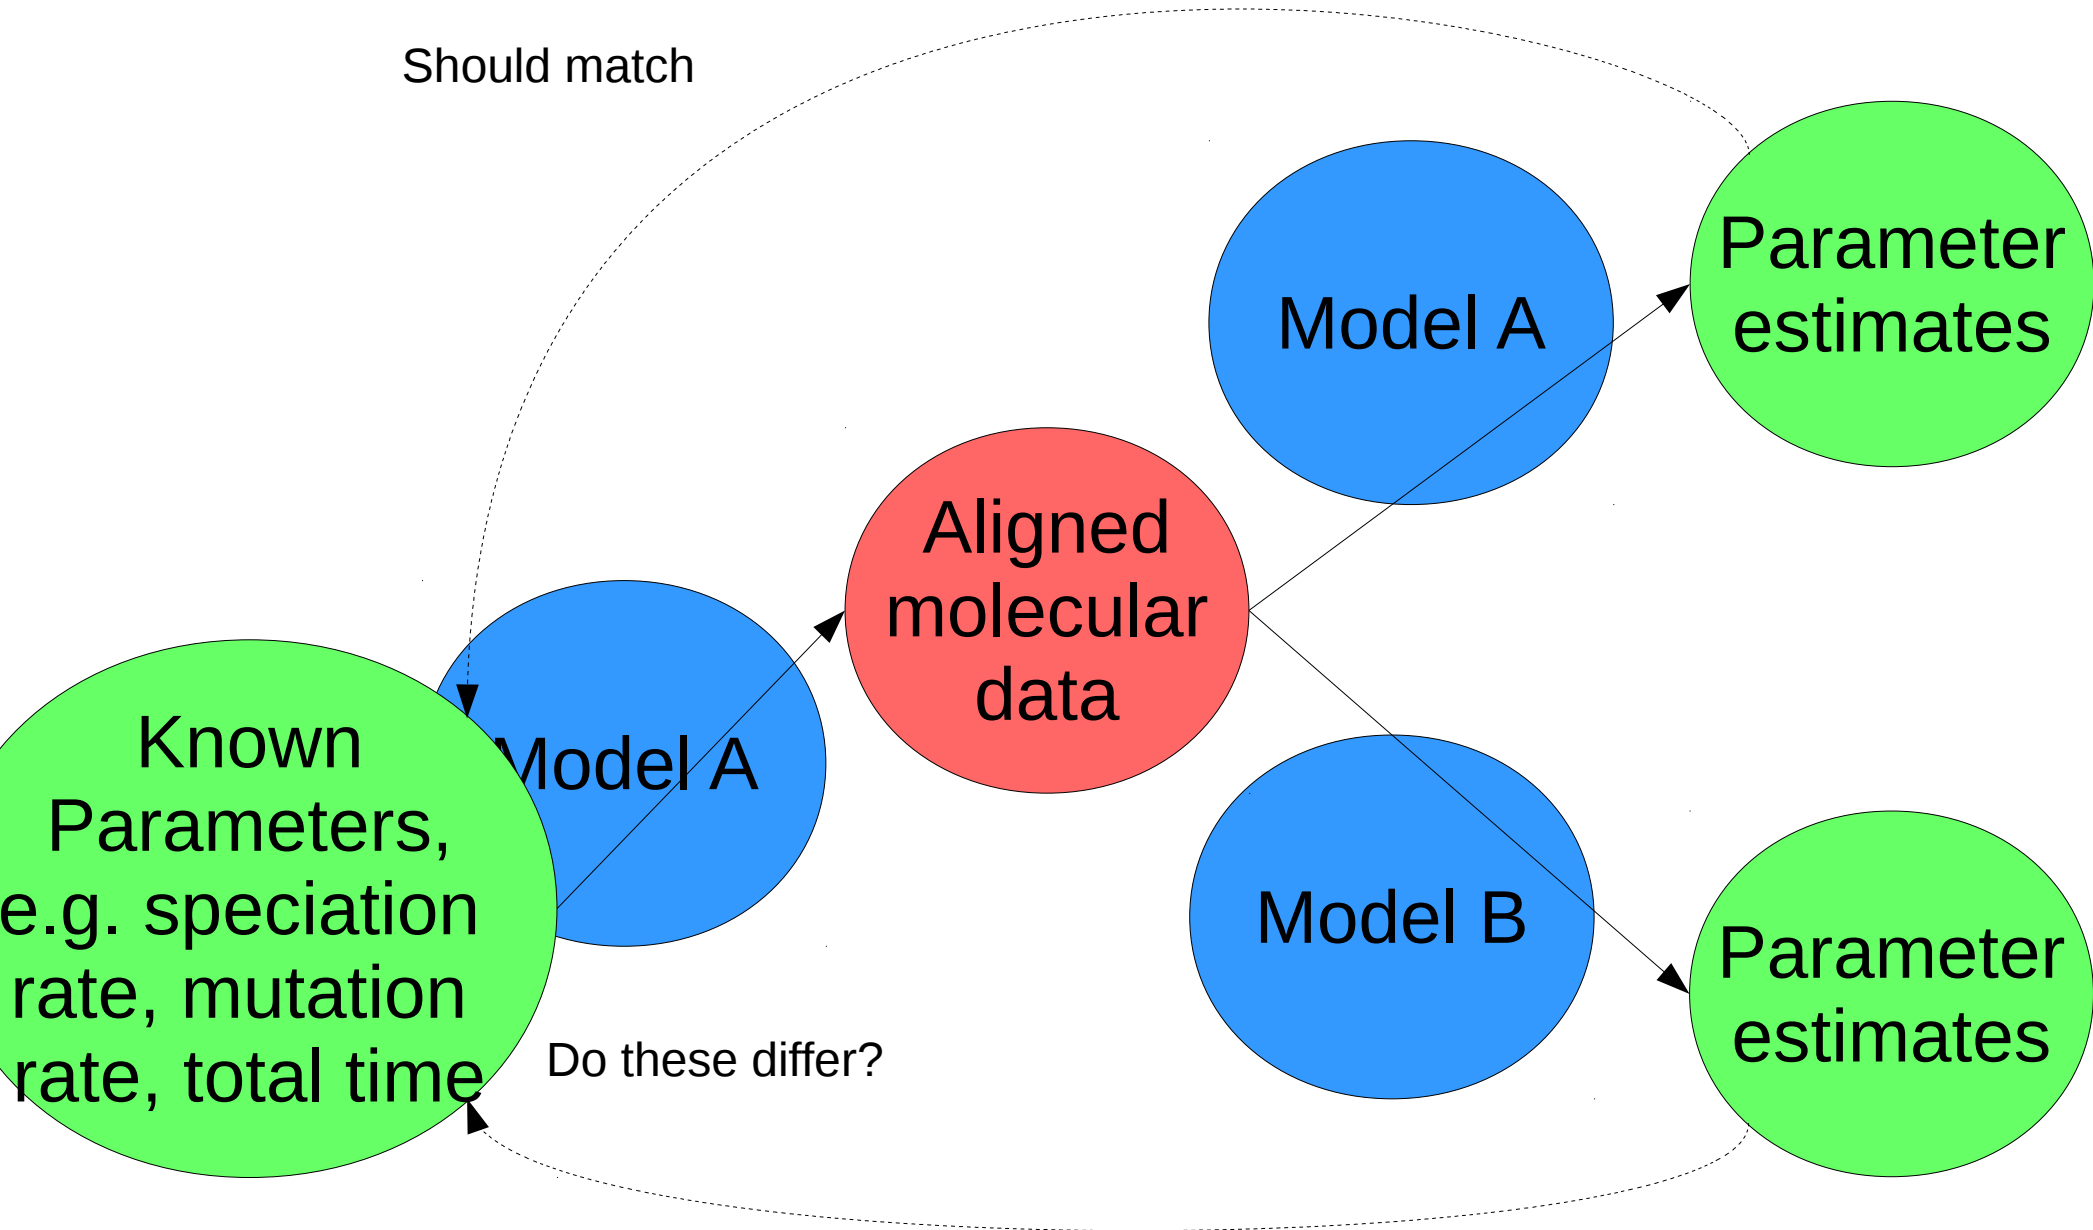 Should match
Parameter
estimates
Model A
Aligned
molecular
data
Model A
Known
Parameters,
e.g. speciation
rate, mutation
rate, total time
Model B
Parameter
estimates
Do these differ?